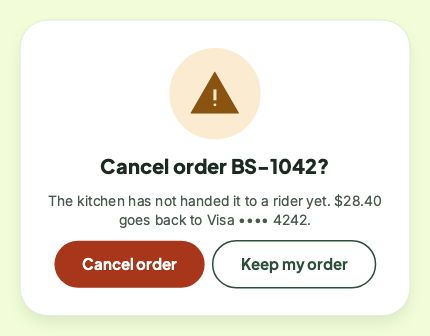 Cancel order BS-1042?
The kitchen has not handed it to a rider yet. $28.40
goes back to Visa •••• 4242.
Cancel order
Keep my order